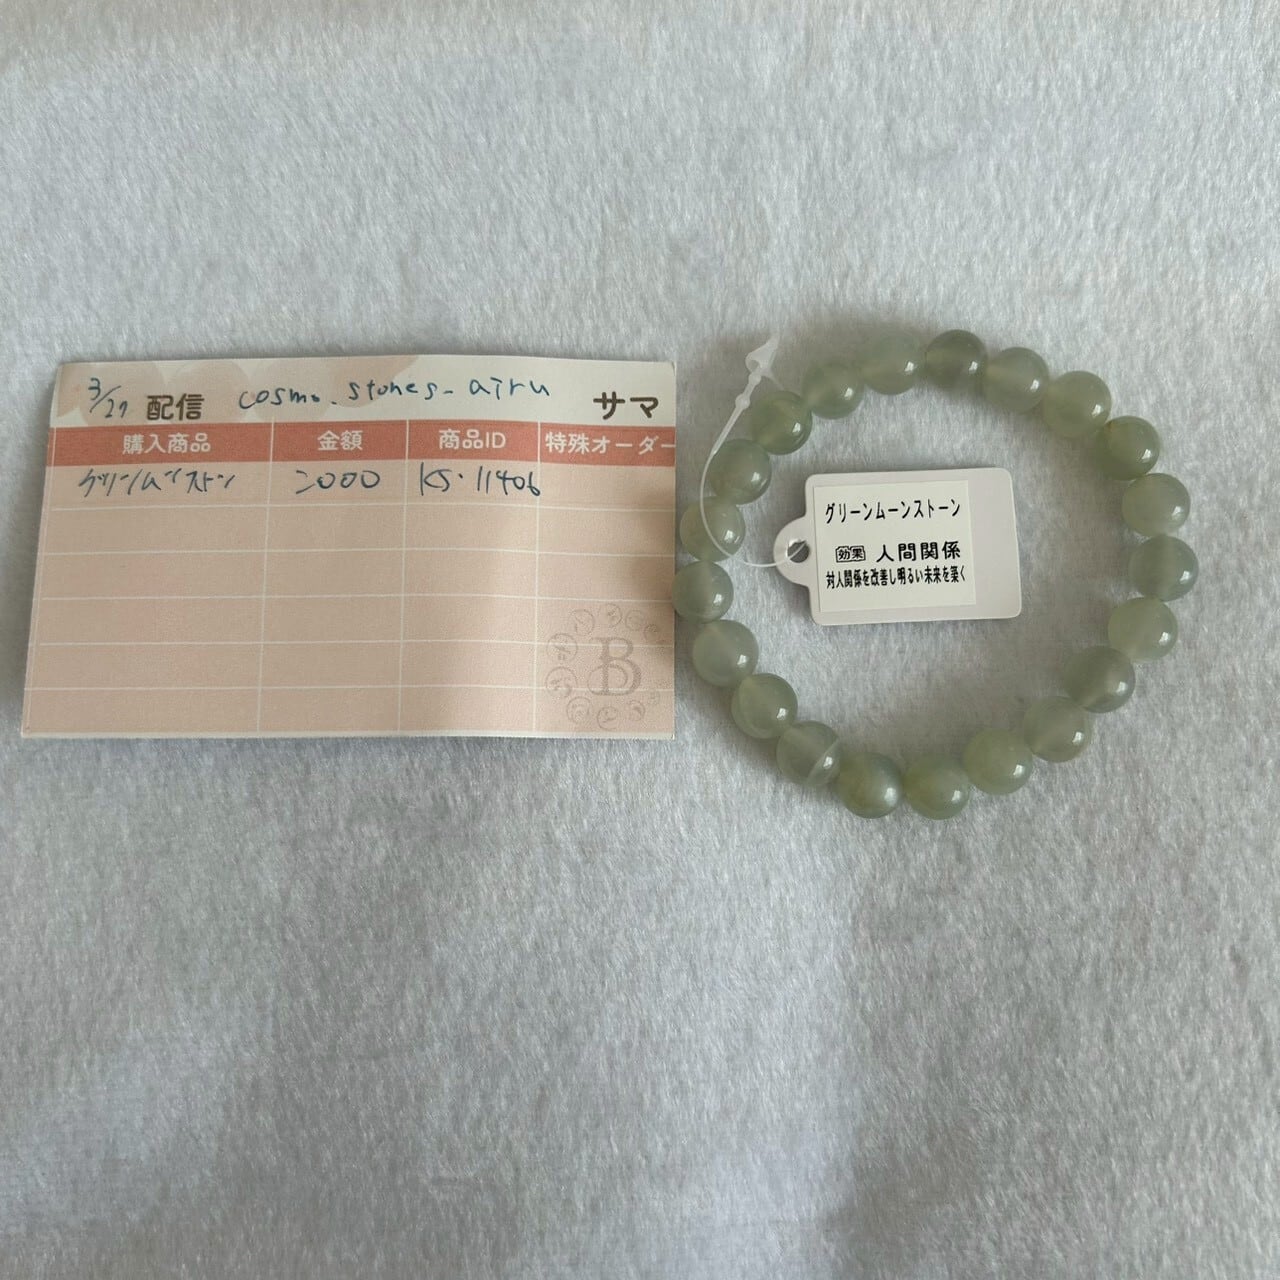 3/27 配信 cosmo_stones_airu サマ
購入商品 金額 商品ID 特殊オーダー
グリーンムーンストーン 2000 KS・11406
B
グリーンムーンストーン
効果 人間関係
対人関係を改善し明るい未来を築く